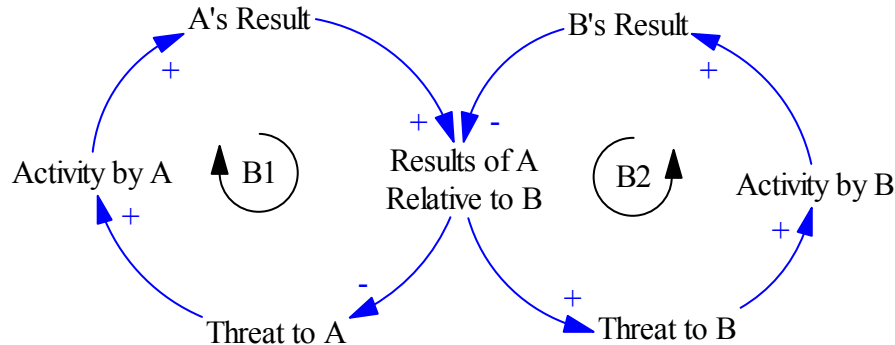 A's Result
B's Result
+
+
+
-
Activity by A
B1
Results of A
Relative to B
B2
Activity by B
+
+
-
+
Threat to A
Threat to B